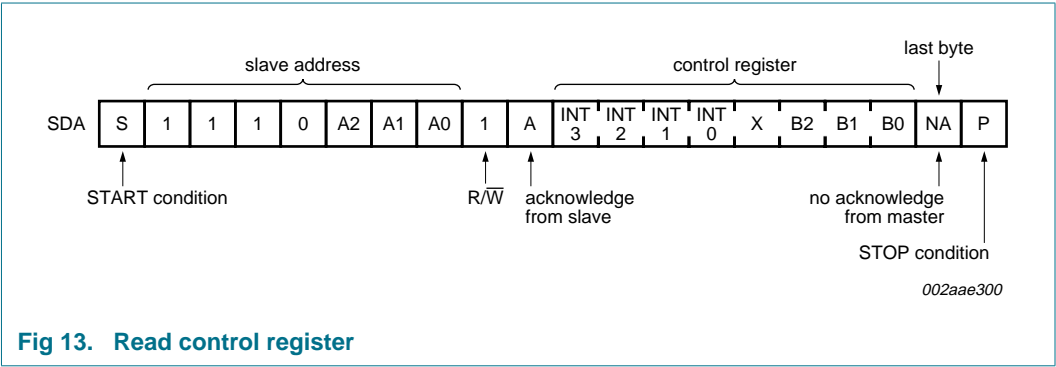 last byte
slave address control register
SDA S 1 1 1 0 A2 A1 A0 1 A INT 3 INT 2 INT 1 INT 0 X B2 B1 B0 NA P
START condition R/W̅ acknowledge from slave no acknowledge from master
STOP condition
002aae300
Fig 13. Read control register